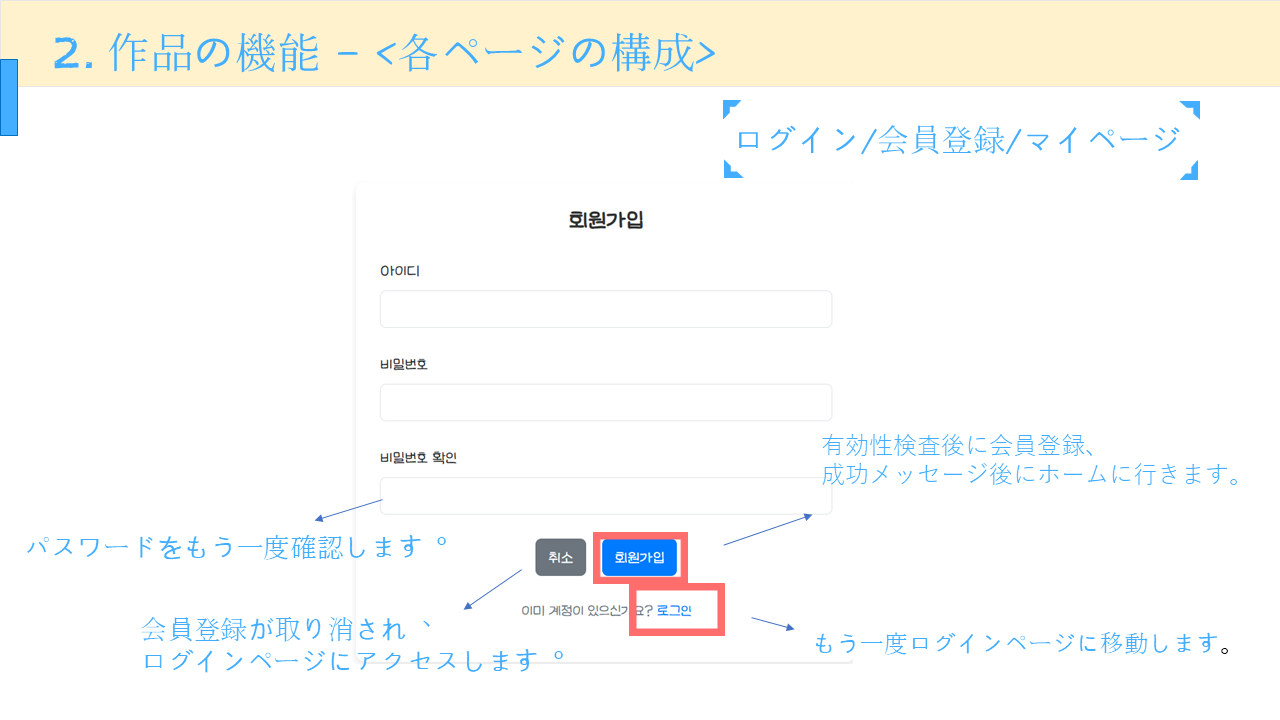 2. 作品の機能 – <各ページの構成>
ログイン/会員登録/マイページ
회원가입
아이디
비밀번호
비밀번호 확인
有効性検査後に会員登録、
成功メッセージ後にホームに行きます。
パスワードをもう一度確認します。
취소
회원가입
이미 계정이 있으신가요? 로그인
会員登録が取り消され、
ログインページにアクセスします。
もう一度ログインページに移動します。